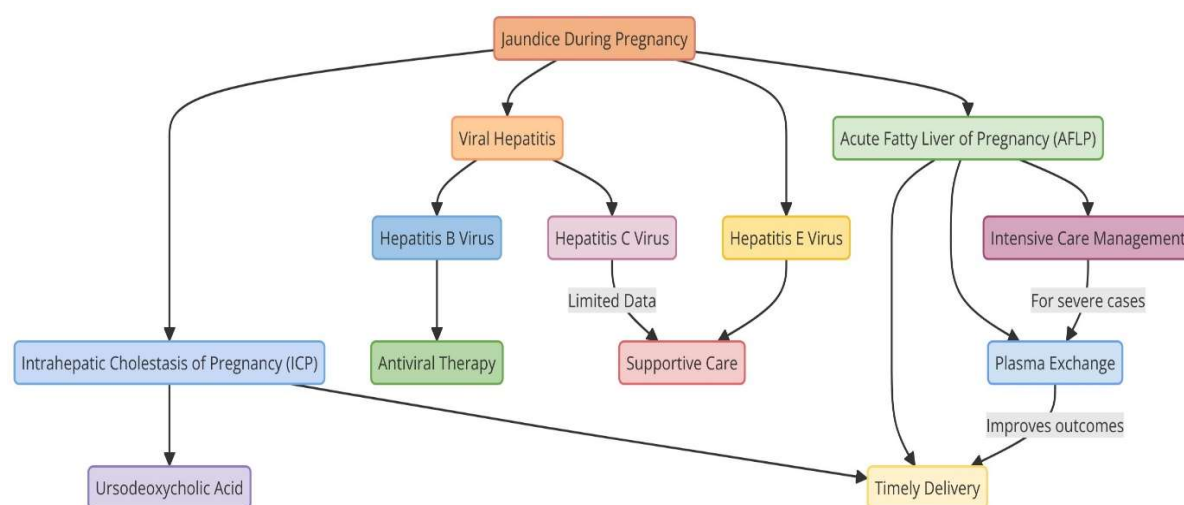 Jaundice During Pregnancy
Viral Hepatitis
Acute Fatty Liver of Pregnancy (AFLP)
Hepatitis B Virus
Hepatitis C Virus
Hepatitis E Virus
Intensive Care Management
Limited Data
For severe cases
Intrahepatic Cholestasis of Pregnancy (ICP)
Antiviral Therapy
Supportive Care
Plasma Exchange
Improves outcomes
Ursodeoxycholic Acid
Timely Delivery